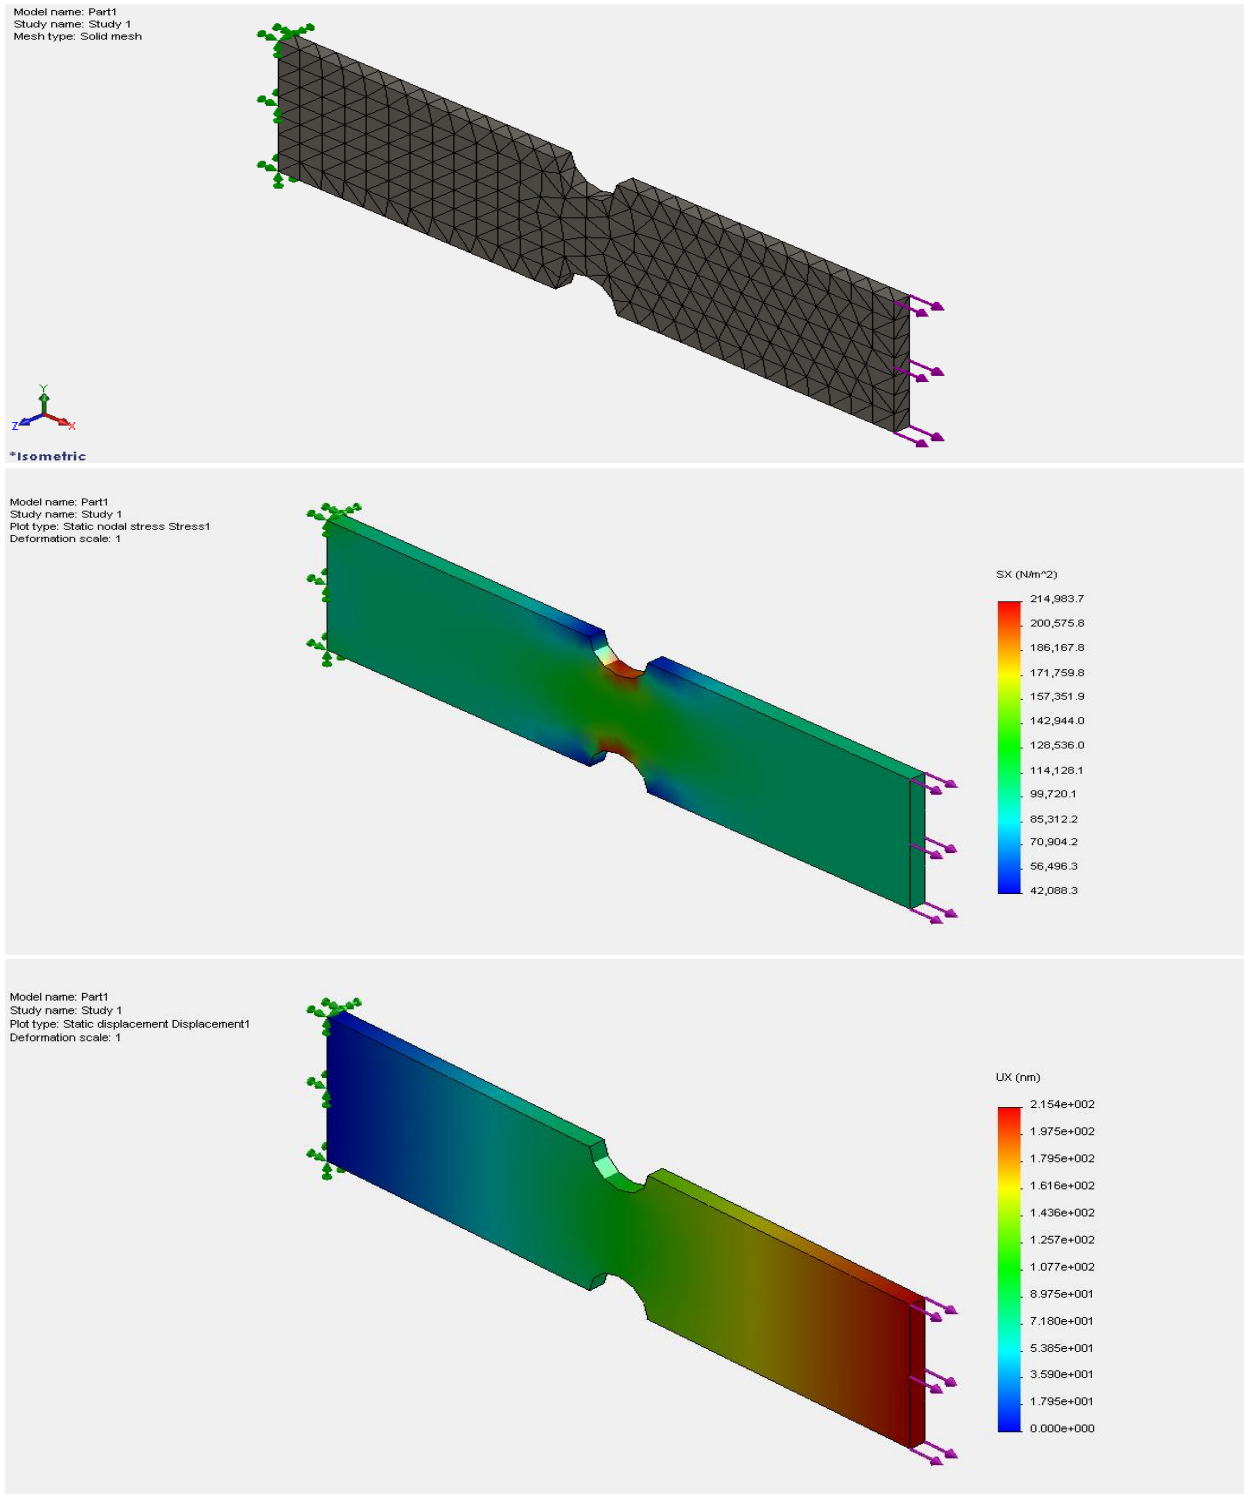 Model name: Part1
Study name: Study 1
Mesh type: Solid mesh
Y
Z
X
*Isometric
Model name: Part1
Study name: Study 1
Plot type: Static nodal stress Stress1
Deformation scale: 1
SX (N/m^2)
214,983.7
200,575.8
186,167.8
171,759.8
157,351.9
142,944.0
128,536.0
114,128.1
99,720.1
85,312.2
70,904.2
56,496.3
42,088.3
Model name: Part1
Study name: Study 1
Plot type: Static displacement Displacement1
Deformation scale: 1
UX (nm)
2.154e+002
1.975e+002
1.795e+002
1.616e+002
1.436e+002
1.257e+002
1.077e+002
8.975e+001
7.180e+001
5.385e+001
3.590e+001
1.795e+001
0.000e+000